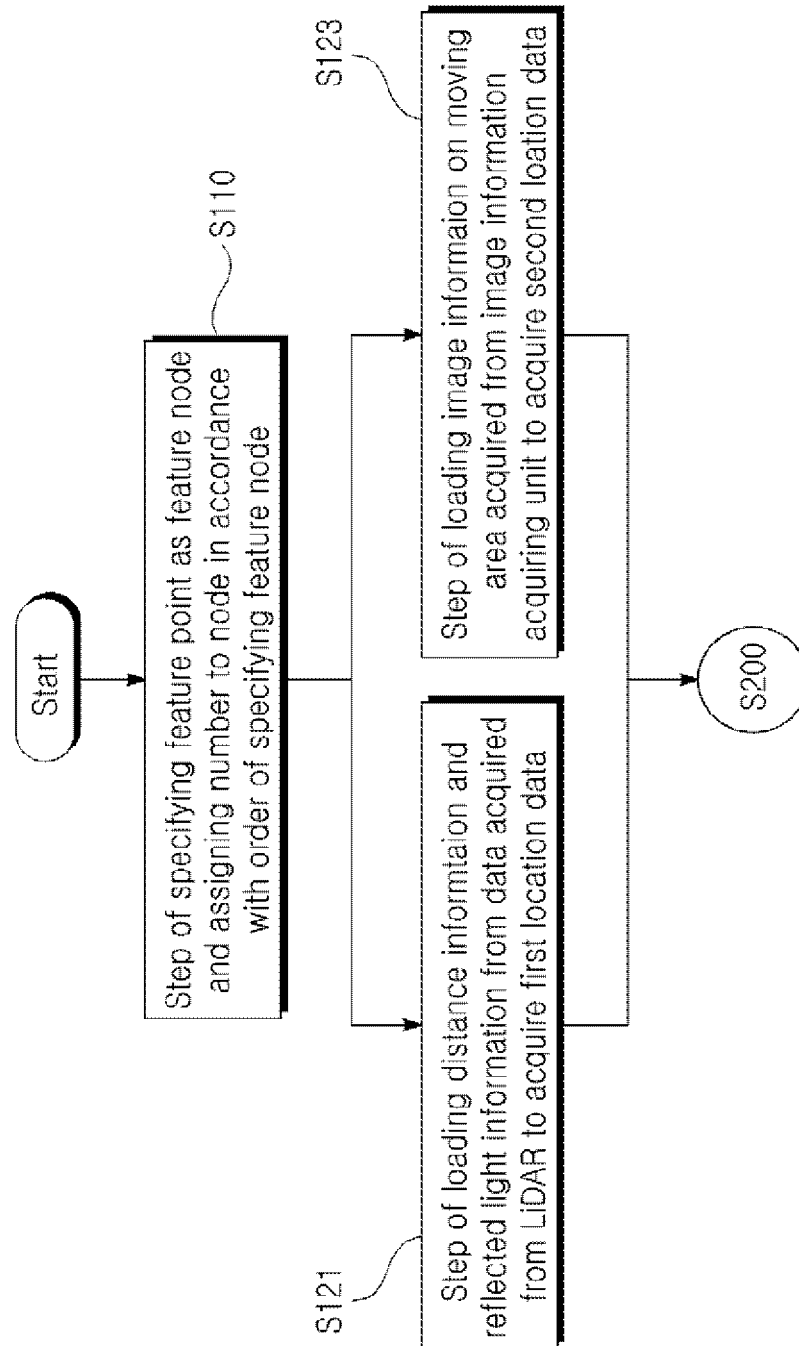 Start
S110
Step of specifying feature point as feature node
and assigning number to node in accordance
with order of specifying feature node
S121
Step of loading distance informtaion and
reflected light information from data acquired
from LiDAR to acquire first location data
S123
Step of loading image informaion on moving
area acquired from image information
acquiring unit to acquire second loation data
S200